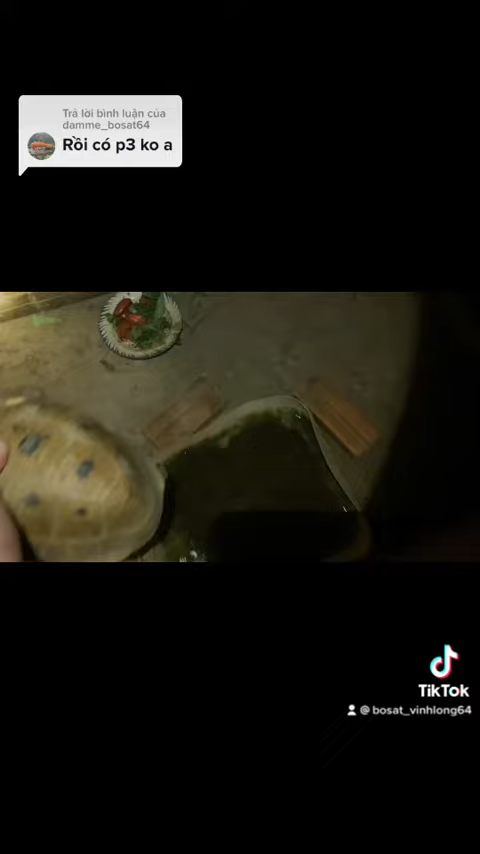 Trả lời bình luận của
damme_bosat64
Rồi có p3 ko a
TikTok
@ bosat_vinhlong64